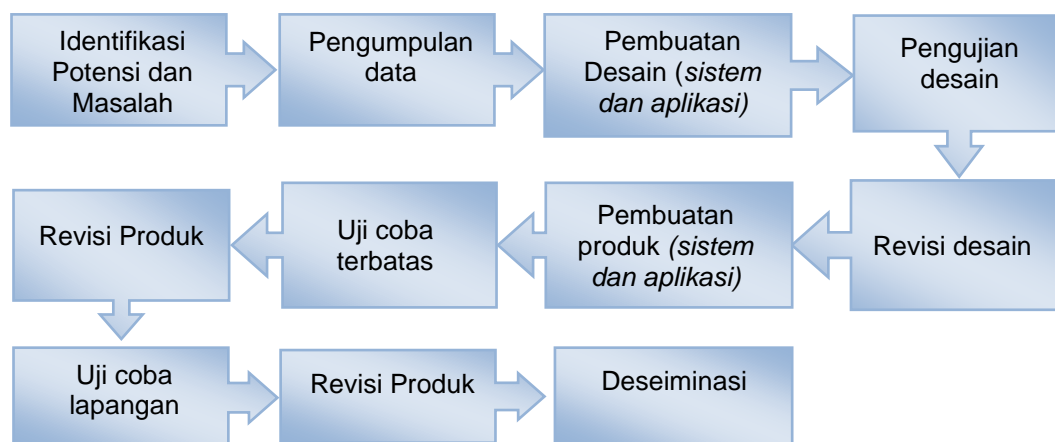 Identifikasi
Potensi dan
Masalah
Pengumpulan
data
Pembuatan
Desain (sistem
dan aplikasi)
Pengujian
desain
Revisi desain
Pembuatan
produk (sistem
dan aplikasi)
Uji coba
terbatas
Revisi Produk
Uji coba
lapangan
Revisi Produk
Deseiminasi